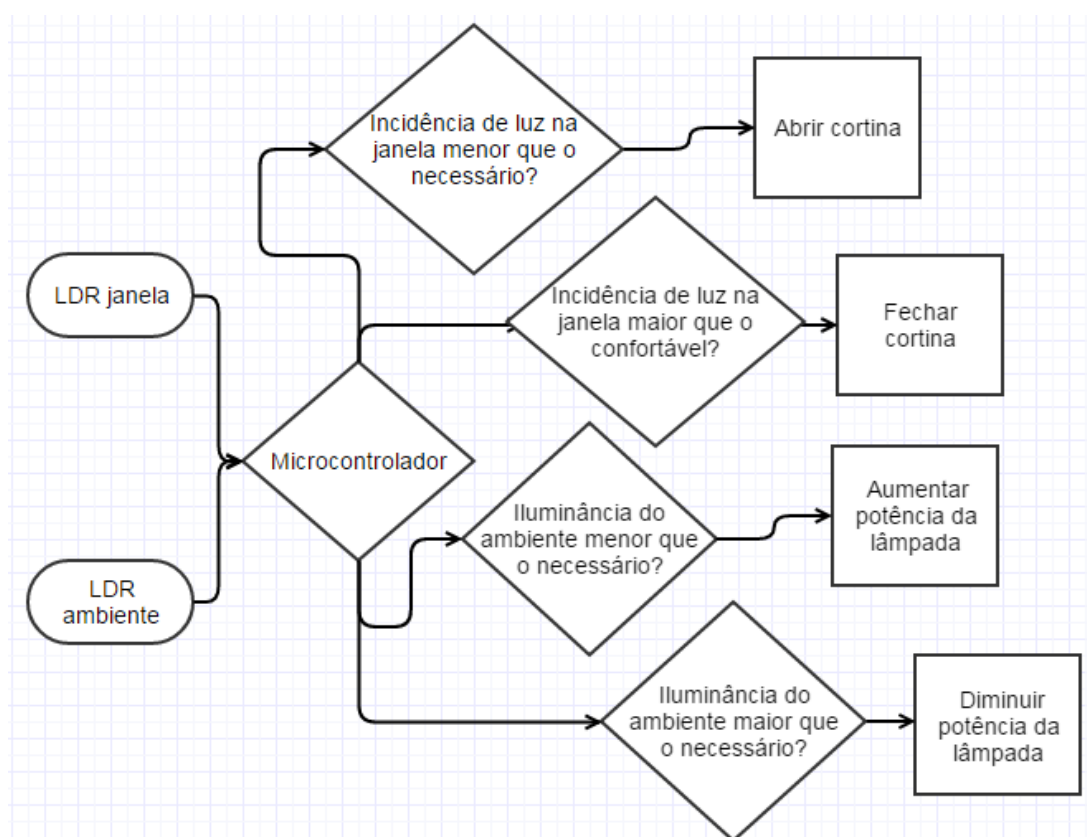 Incidência de luz na
janela menor que o
necessário?
Abrir cortina
LDR janela
Incidência de luz na
janela maior que o
confortável?
Fechar
cortina
Microcontrolador
Iluminância do
ambiente menor que
o necessário?
Aumentar
potência da
lâmpada
LDR
ambiente
Iluminância do
ambiente maior que
o necessário?
Diminuir
potência da
lâmpada